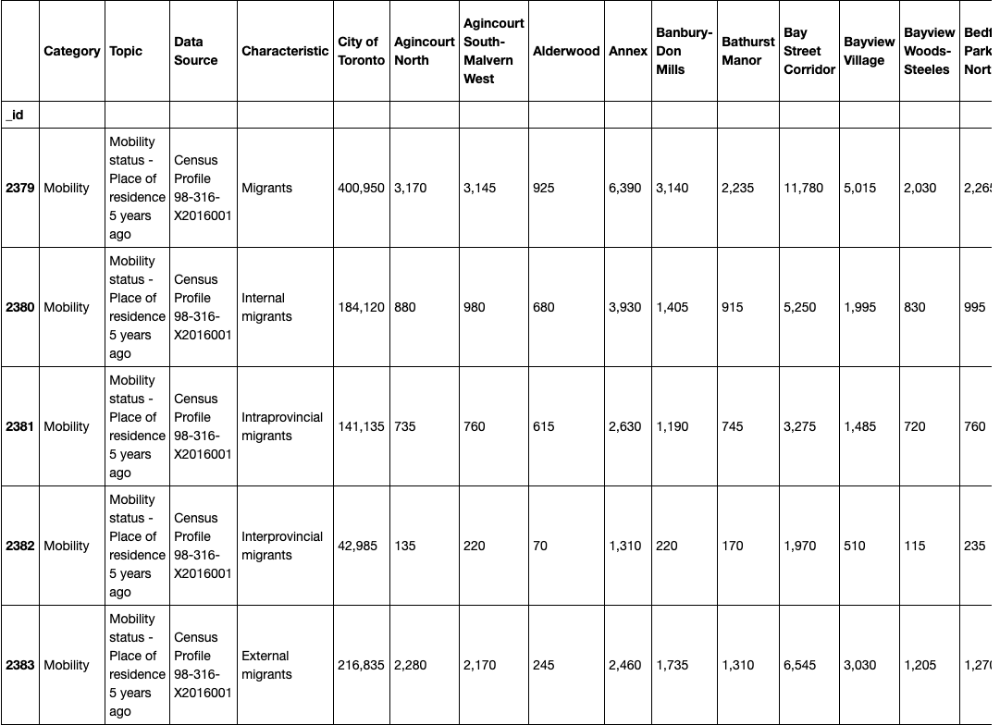 Category
Topic
Data
Source
Characteristic
City of
Toronto
Agincourt
North
Agincourt
South-
Malvern
West
Alderwood
Annex
Banbury-
Don
Mills
Bathurst
Manor
Bay
Street
Corridor
Bayview
Village
Bayview
Woods-
Steeles
Bedf
Park
Nort
_id
2379
Mobility
Mobility
status -
Place of
residence
5 years
ago
Census
Profile
98-316-
X2016001
Migrants
400,950
3,170
3,145
925
6,390
3,140
2,235
11,780
5,015
2,030
2,265
2380
Mobility
Mobility
status -
Place of
residence
5 years
ago
Census
Profile
98-316-
X2016001
Internal
migrants
184,120
880
980
680
3,930
1,405
915
5,250
1,995
830
995
2381
Mobility
Mobility
status -
Place of
residence
5 years
ago
Census
Profile
98-316-
X2016001
Intraprovincial
migrants
141,135
735
760
615
2,630
1,190
745
3,275
1,485
720
760
2382
Mobility
Mobility
status -
Place of
residence
5 years
ago
Census
Profile
98-316-
X2016001
Interprovincial
migrants
42,985
135
220
70
1,310
220
170
1,970
510
115
235
2383
Mobility
Mobility
status -
Place of
residence
5 years
ago
Census
Profile
98-316-
X2016001
External
migrants
216,835
2,280
2,170
245
2,460
1,735
1,310
6,545
3,030
1,205
1,270